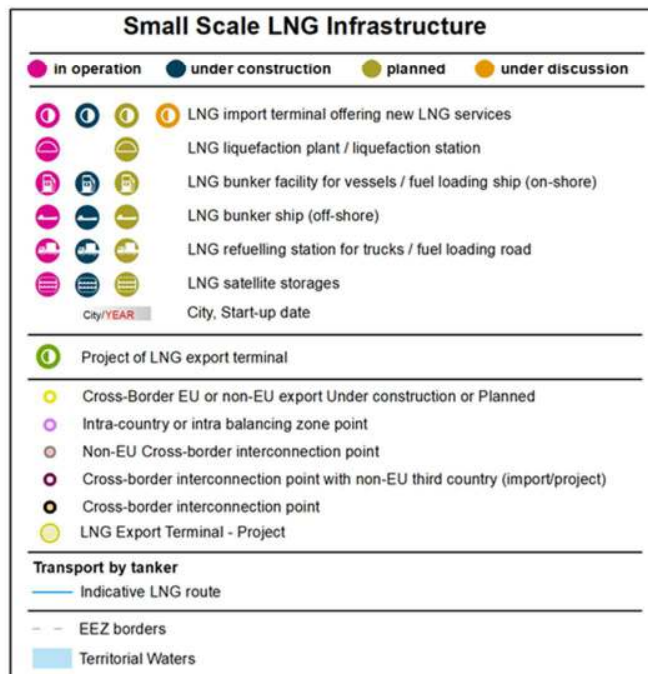 Small Scale LNG Infrastructure
in operation under construction planned under discussion
LNG import terminal offering new LNG services
LNG liquefaction plant / liquefaction station
LNG bunker facility for vessels / fuel loading ship (on-shore)
LNG bunker ship (off-shore)
LNG refuelling station for trucks / fuel loading road
LNG satellite storages
City/YEAR City, Start-up date
Project of LNG export terminal
Cross-Border EU or non-EU export Under construction or Planned
Intra-country or intra balancing zone point
Non-EU Cross-border interconnection point
Cross-border interconnection point with non-EU third country (import/project)
Cross-border interconnection point
LNG Export Terminal - Project
Transport by tanker
Indicative LNG route
EEZ borders
Territorial Waters